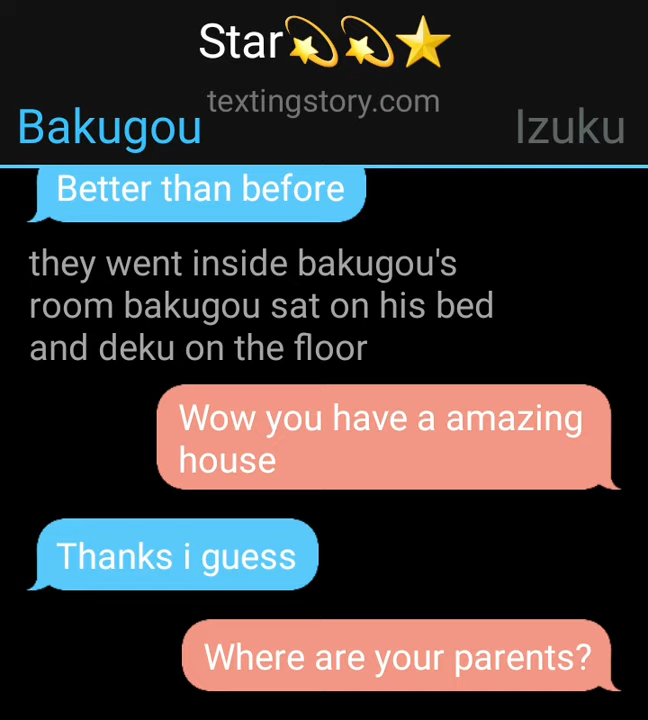 Star💫💫⭐
textingstory.com
Bakugou
Izuku
Better than before
they went inside bakugou's
room bakugou sat on his bed
and deku on the floor
Wow you have a amazing
house
Thanks i guess
Where are your parents?